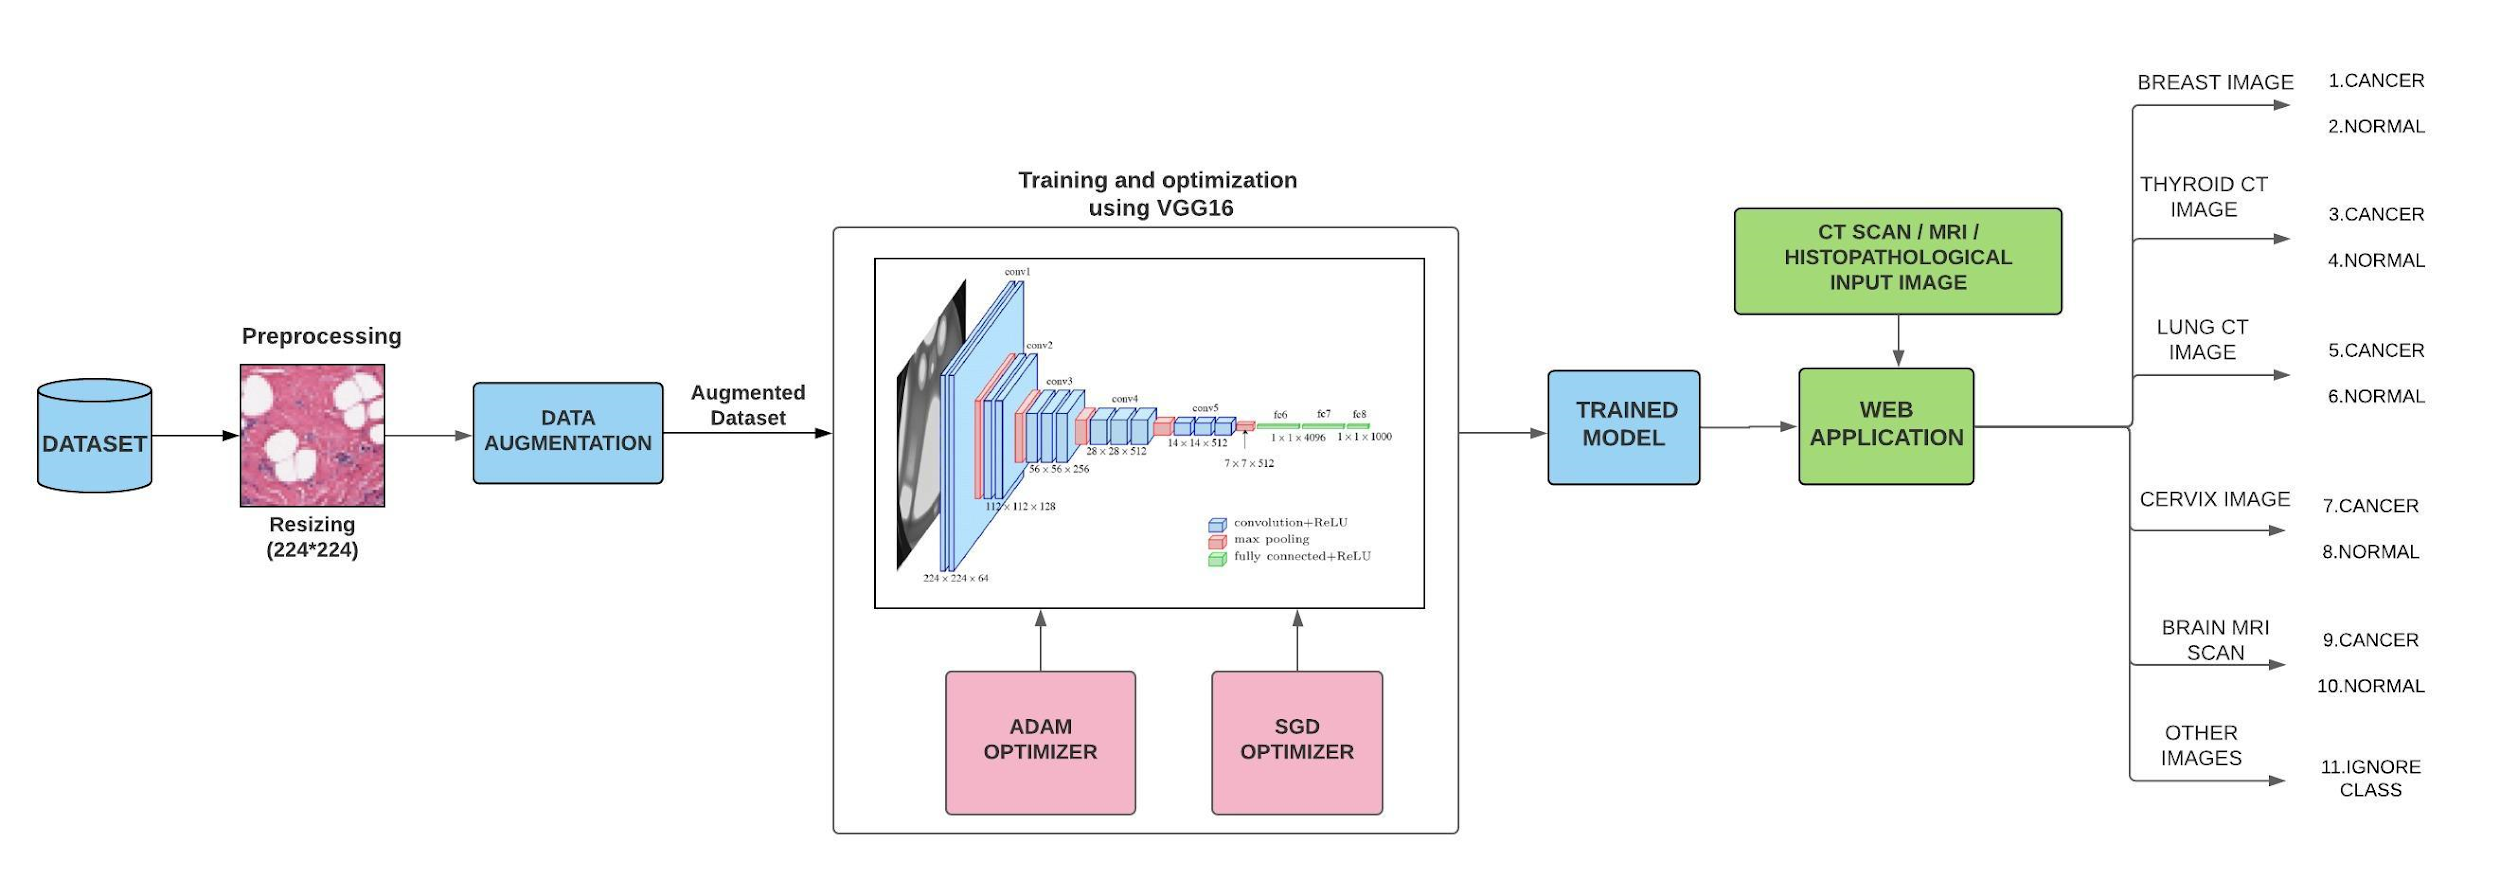 DATASET
Preprocessing
Resizing
(224*224)
DATA
AUGMENTATION
Augmented
Dataset
Training and optimization
using VGG16
conv1
conv2
conv3
conv4
conv5
fc6
fc7
fc8
1 × 1 × 4096
1 × 1 × 1000
14 × 14 × 512
28 × 28 × 512
7 × 7 × 512
56 × 56 × 256
112 × 112 × 128
224 × 224 × 64
convolution+ReLU
max pooling
fully connected+ReLU
ADAM
OPTIMIZER
SGD
OPTIMIZER
TRAINED
MODEL
CT SCAN / MRI /
HISTOPATHOLOGICAL
INPUT IMAGE
WEB
APPLICATION
BREAST IMAGE
1.CANCER
2.NORMAL
THYROID CT
IMAGE
3.CANCER
4.NORMAL
LUNG CT
IMAGE
5.CANCER
6.NORMAL
CERVIX IMAGE
7.CANCER
8.NORMAL
BRAIN MRI
SCAN
9.CANCER
10.NORMAL
OTHER
IMAGES
11.IGNORE
CLASS